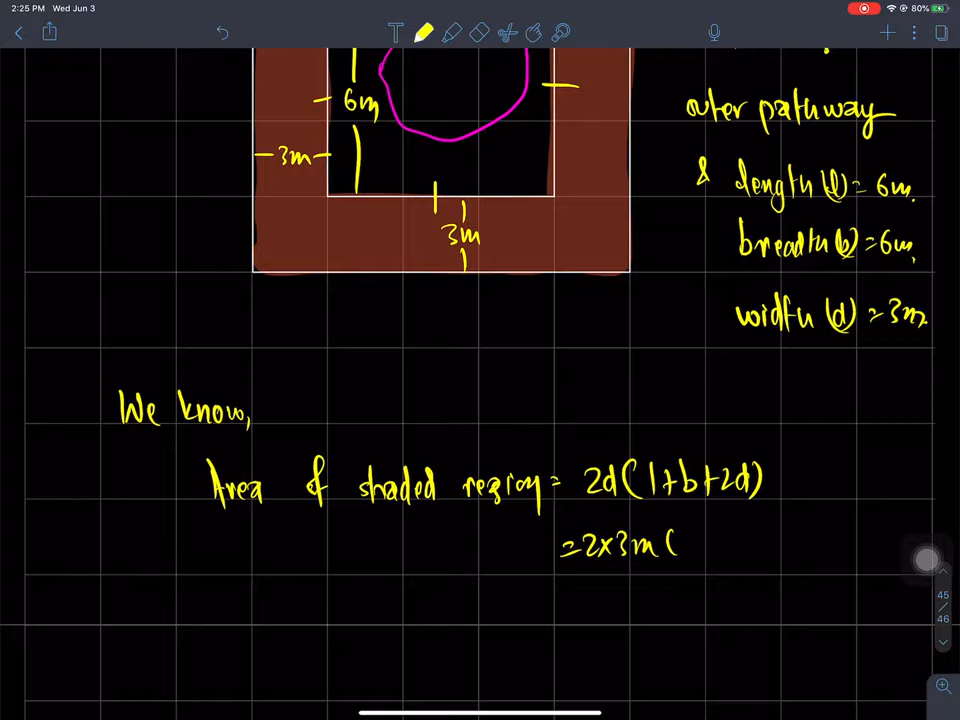 2:25 PM Wed Jun 3
80%
6m
3m
3m
outer pathway
& length (l) = 6m.
breadth (b) = 6m.
width (d) = 3m.
We know,
Area of shaded region = 2d(l+b+2d)
= 2×3m (
45
/
46